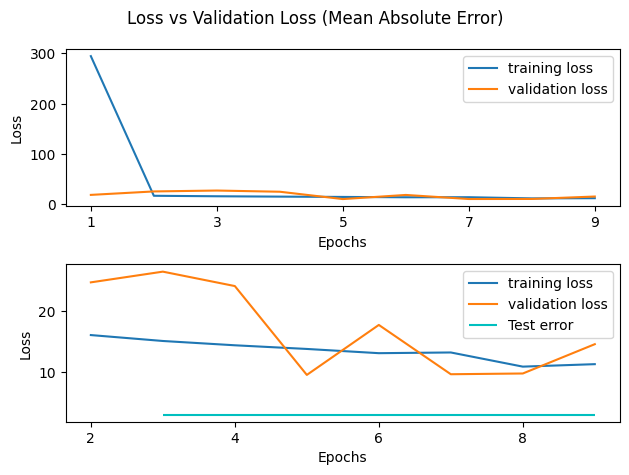 Loss vs Validation Loss (Mean Absolute Error)
300
200
100
0
Loss
training loss
validation loss
1
3
5
7
9
Epochs
20
10
Loss
training loss
validation loss
Test error
2
4
6
8
Epochs